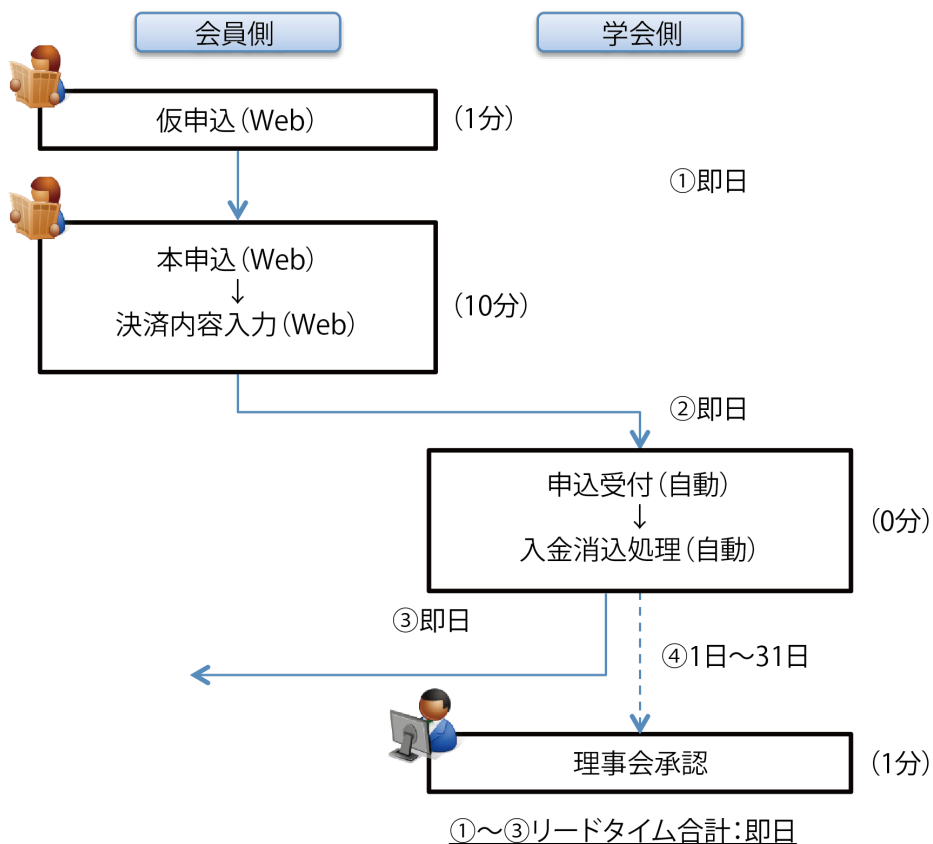 会員側
学会側
仮申込（Web）
（1分）
①即日
本申込（Web）
↓
決済内容入力（Web）
（10分）
②即日
申込受付（自動）
↓
入金消込処理（自動）
（0分）
③即日
④1日～31日
理事会承認
（1分）
①～③リードタイム合計：即日